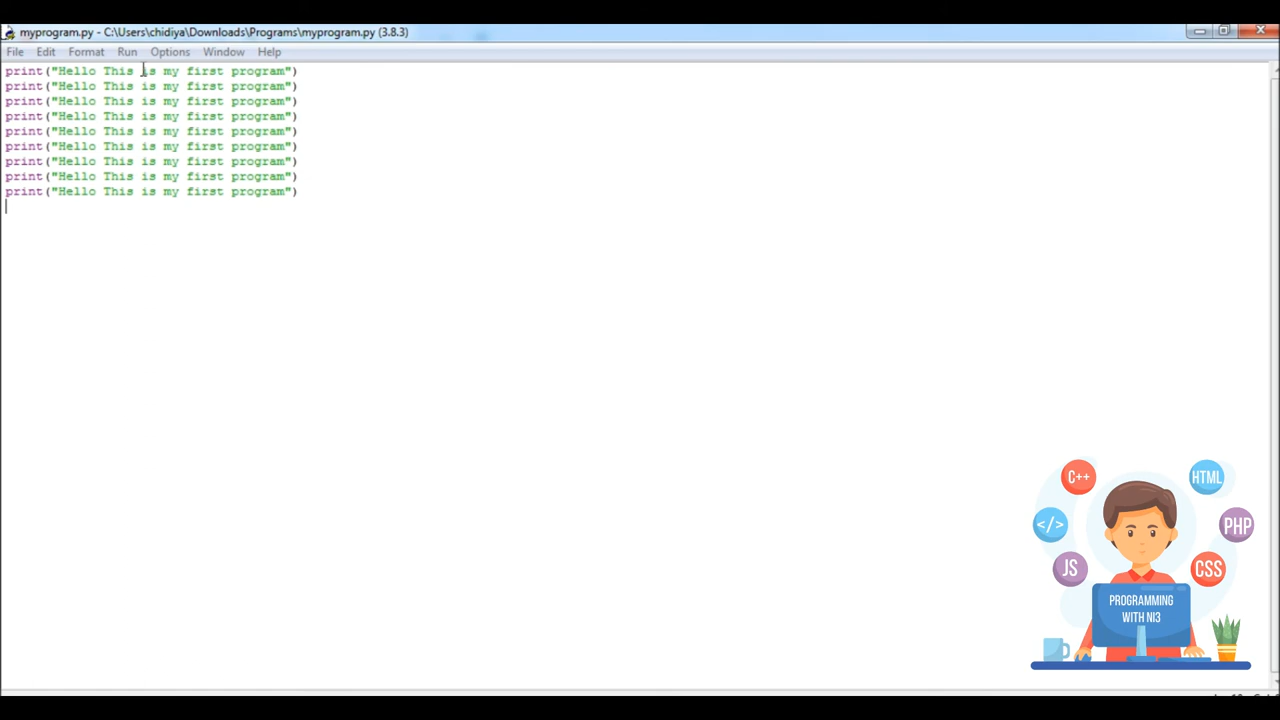 myprogram.py - C:\Users\chidiya\Downloads\Programs\myprogram.py (3.8.3)
File Edit Format Run Options Window Help
print("Hello This is my first program")
print("Hello This is my first program")
print("Hello This is my first program")
print("Hello This is my first program")
print("Hello This is my first program")
print("Hello This is my first program")
print("Hello This is my first program")
print("Hello This is my first program")
print("Hello This is my first program")
C++
HTML
</>
PHP
JS
CSS
PROGRAMMING
WITH NI3